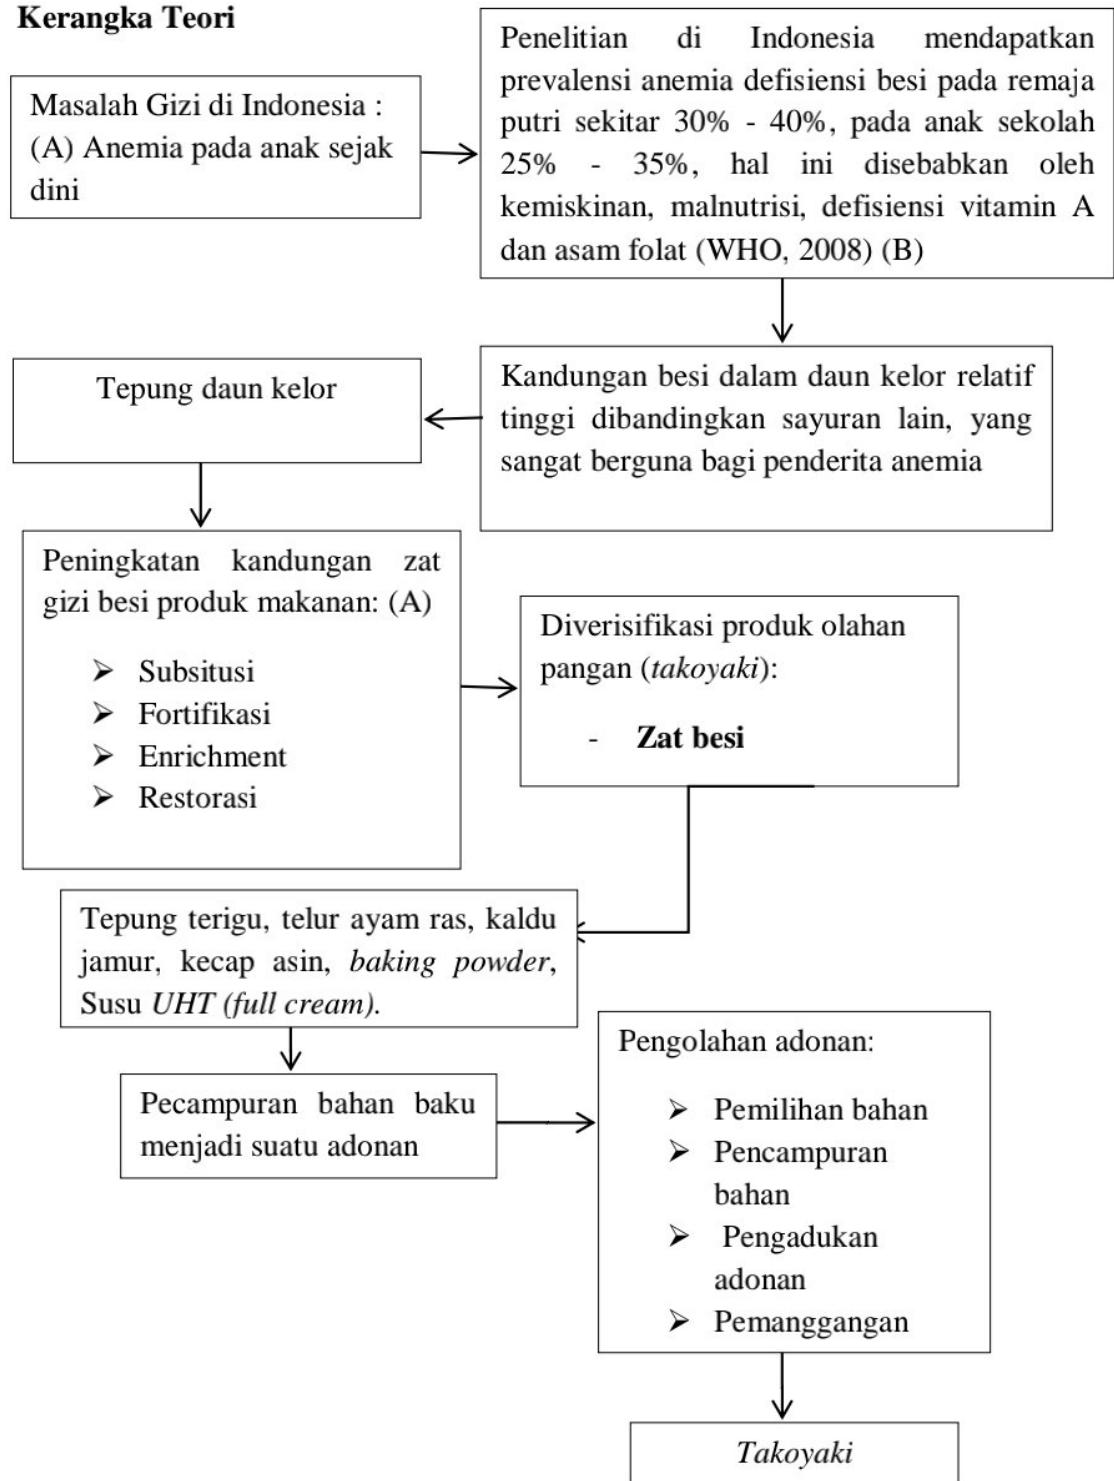 Kerangka Teori
Masalah Gizi di Indonesia :
(A) Anemia pada anak sejak
dini
Penelitian di Indonesia mendapatkan
prevalensi anemia defisiensi besi pada remaja
putri sekitar 30% - 40%, pada anak sekolah
25% - 35%, hal ini disebabkan oleh
kemiskinan, malnutrisi, defisiensi vitamin A
dan asam folat (WHO, 2008) (B)
Kandungan besi dalam daun kelor relatif
tinggi dibandingkan sayuran lain, yang
sangat berguna bagi penderita anemia
Tepung daun kelor
Peningkatan kandungan zat
gizi besi produk makanan: (A)
➢ Subsitusi
➢ Fortifikasi
➢ Enrichment
➢ Restorasi
Diverisifikasi produk olahan
pangan (takoyaki):
- Zat besi
Tepung terigu, telur ayam ras, kaldu
jamur, kecap asin, baking powder,
Susu UHT (full cream).
Pecampuran bahan baku
menjadi suatu adonan
Pengolahan adonan:
➢ Pemilihan bahan
➢ Pencampuran
bahan
➢ Pengadukan
adonan
➢ Pemanggangan
Takoyaki